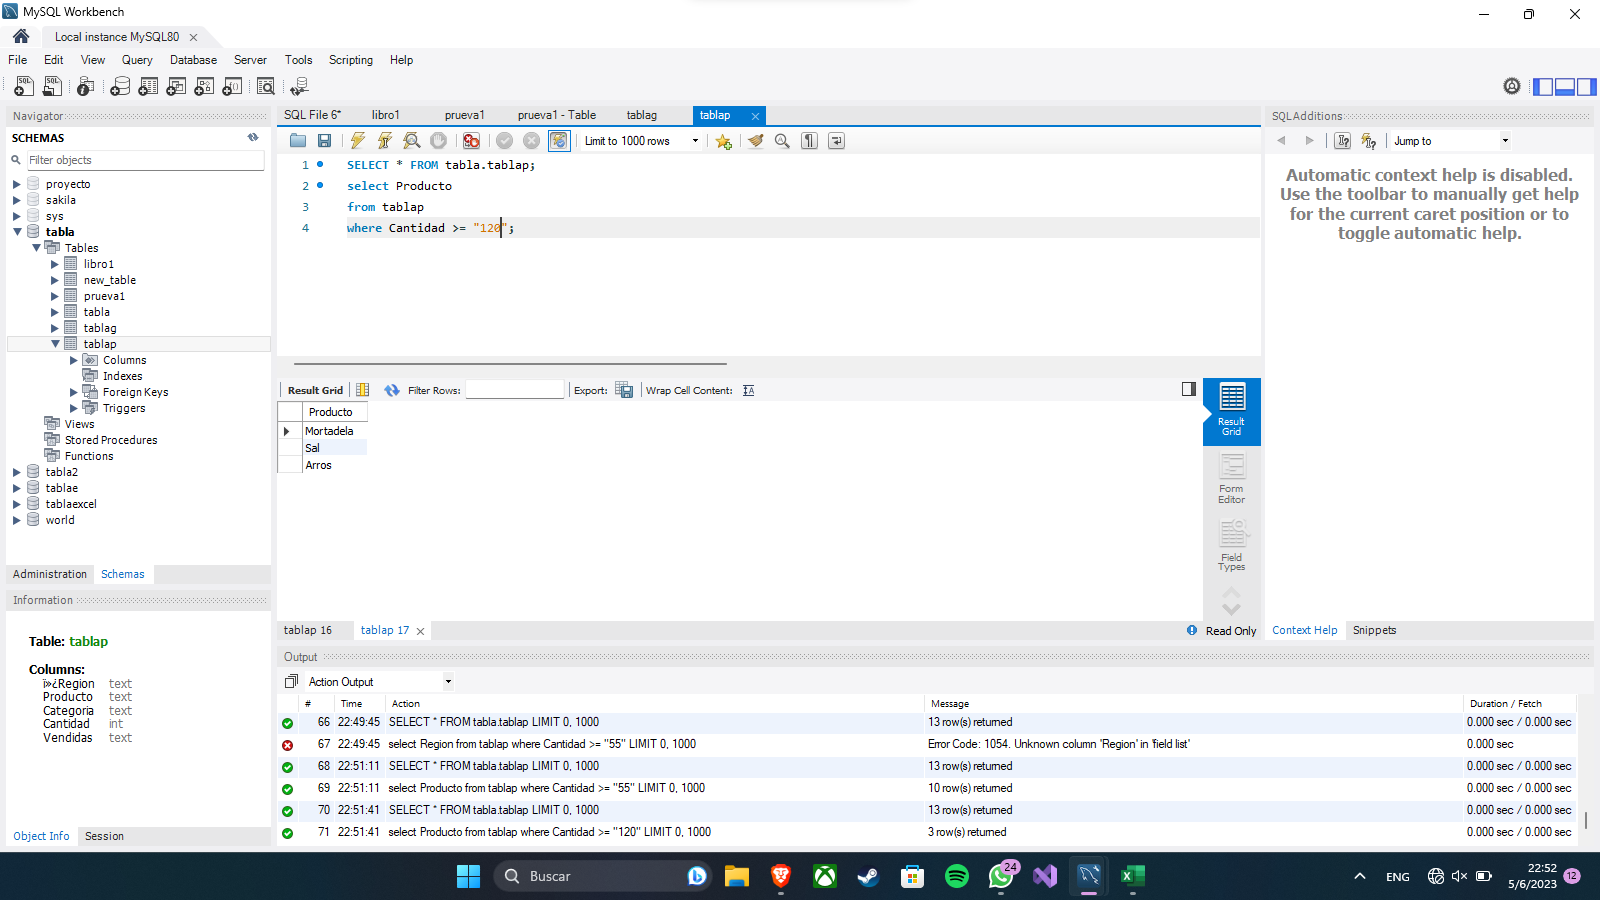 MySQL Workbench
Local instance MySQL80
File Edit View Query Database Server Tools Scripting Help
Navigator
SCHEMAS
Filter objects
proyecto
sakila
sys
tabla
Tables
libro1
new_table
prueva1
tabla
tablag
tablap
Columns
Indexes
Foreign Keys
Triggers
Views
Stored Procedures
Functions
tabla2
tablae
tablaexcel
world
Administration Schemas
Information
Table: tablap
Columns:
ï»¿Region text
Producto text
Categoria text
Cantidad int
Vendidas text
Object Info Session
SQL File 6* libro1 prueva1 prueva1 - Table tablag tablap
Limit to 1000 rows
1 SELECT * FROM tabla.tablap;
2 select Producto
3 from tablap
4 where Cantidad >= "120";
Result Grid Filter Rows: Export: Wrap Cell Content:
Producto
Mortadela
Sal
Arros
Result Grid
Form Editor
Field Types
tablap 16 tablap 17
Read Only
SQLAdditions
Jump to
Automatic context help is disabled.
Use the toolbar to manually get help
for the current caret position or to
toggle automatic help.
Context Help Snippets
Output
Action Output
# Time Action Message Duration / Fetch
66 22:49:45 SELECT * FROM tabla.tablap LIMIT 0, 1000 13 row(s) returned 0.000 sec / 0.000 sec
67 22:49:45 select Region from tablap where Cantidad >= "55" LIMIT 0, 1000 Error Code: 1054. Unknown column 'Region' in 'field list' 0.000 sec
68 22:51:11 SELECT * FROM tabla.tablap LIMIT 0, 1000 13 row(s) returned 0.000 sec / 0.000 sec
69 22:51:11 select Producto from tablap where Cantidad >= "55" LIMIT 0, 1000 10 row(s) returned 0.000 sec / 0.000 sec
70 22:51:41 SELECT * FROM tabla.tablap LIMIT 0, 1000 13 row(s) returned 0.000 sec / 0.000 sec
71 22:51:41 select Producto from tablap where Cantidad >= "120" LIMIT 0, 1000 3 row(s) returned 0.000 sec / 0.000 sec
Buscar
24
ENG
22:52
5/6/2023
12